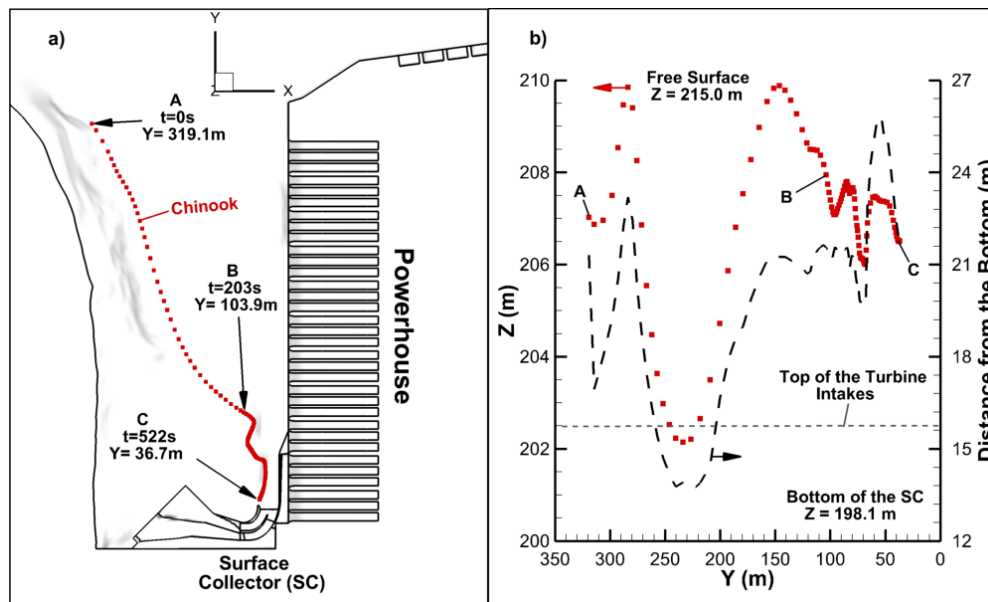 a)
Y
Z
X
A
t=0s
Y= 319.1m
Chinook
B
t=203s
Y= 103.9m
C
t=522s
Y= 36.7m
Powerhouse
Surface
Collector (SC)
b)
Free Surface
Z = 215.0 m
A
B
C
Top of the Turbine
Intakes
Bottom of the SC
Z = 198.1 m
Z (m)
210
208
206
204
202
200
350
300
250
200
150
100
50
0
Y (m)
27
24
21
18
15
12
Distance from the Bottom (m)